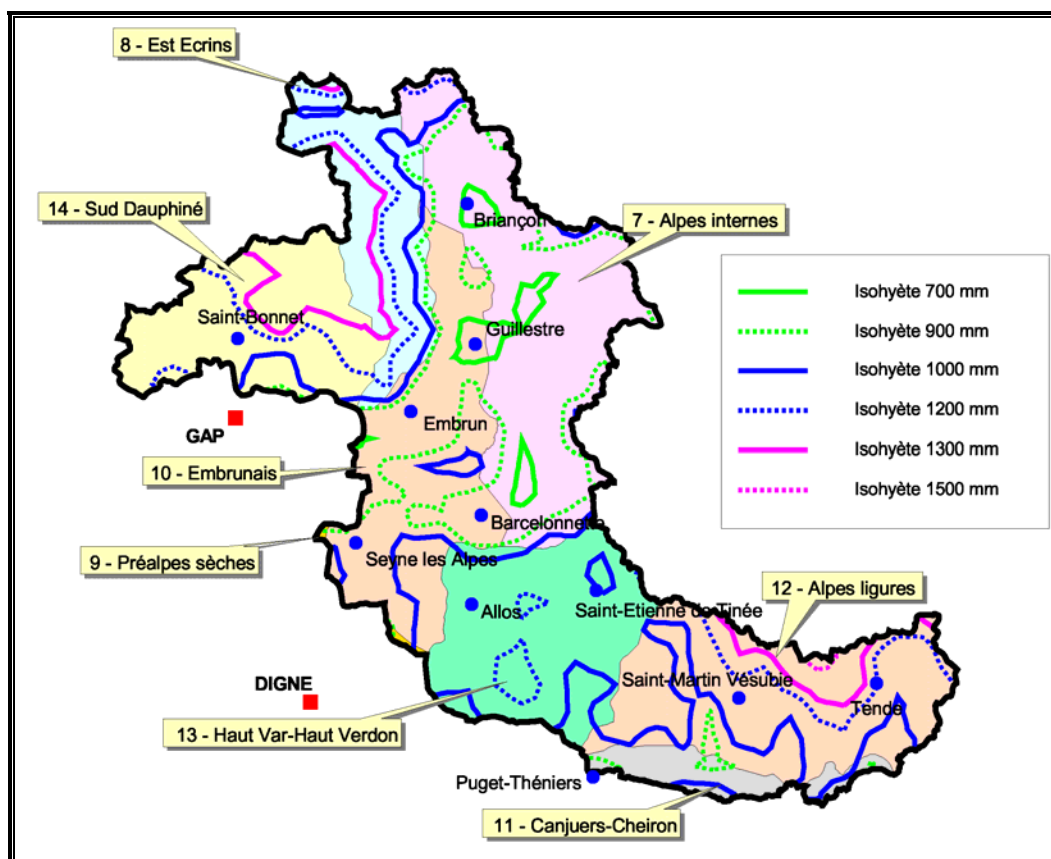 8 - Est Ecrins
14 - Sud Dauphiné
Briançon
7 - Alpes internes
Isohyète 700 mm
Saint-Bonnet
Guillestre
Isohyète 900 mm
Isohyète 1000 mm
Isohyète 1200 mm
GAP
Embrun
Isohyète 1300 mm
10 - Embrunais
Isohyète 1500 mm
Barcelonnette
9 - Préalpes sèches
Seyne les Alpes
12 - Alpes ligures
Allos
Saint-Etienne de Tinée
DIGNE
Saint-Martin Vésubie
Tende
13 - Haut Var-Haut Verdon
Puget-Théniers
11 - Canjuers-Cheiron